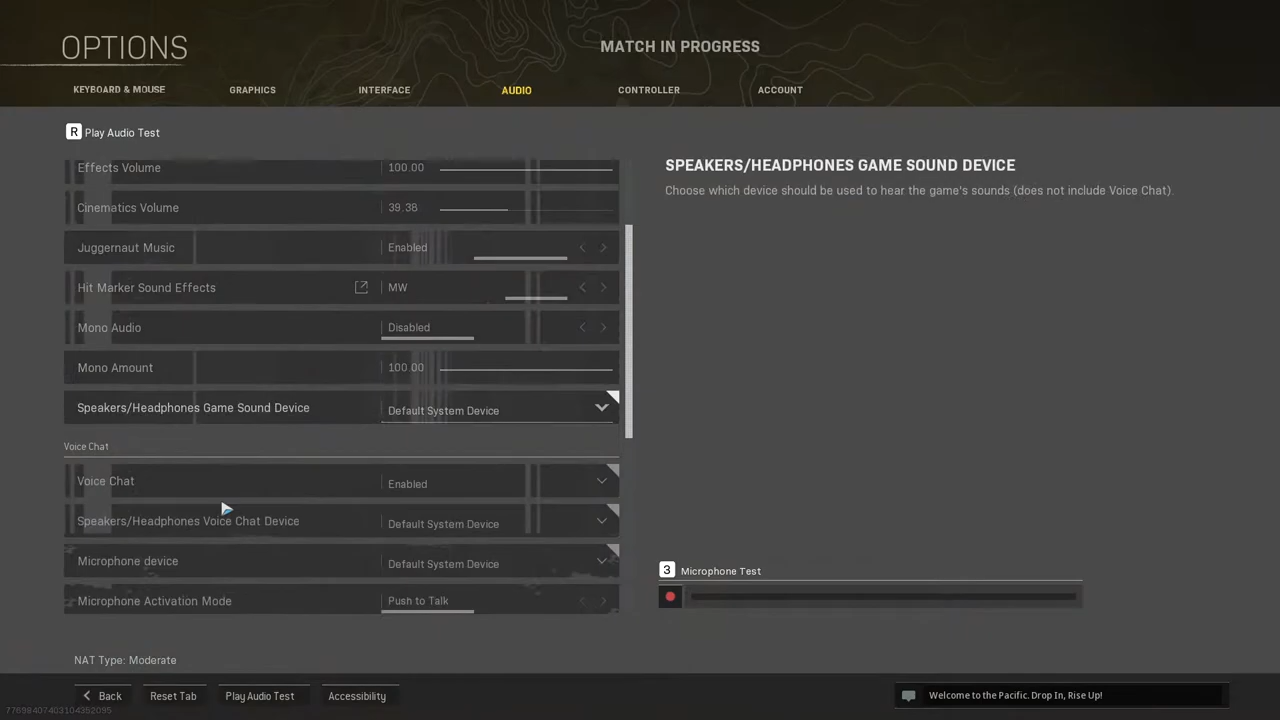 OPTIONS
MATCH IN PROGRESS
KEYBOARD & MOUSE GRAPHICS INTERFACE AUDIO CONTROLLER ACCOUNT
R Play Audio Test
Effects Volume 100.00
Cinematics Volume 39.38
Juggernaut Music Enabled
Hit Marker Sound Effects MW
Mono Audio Disabled
Mono Amount 100.00
Speakers/Headphones Game Sound Device Default System Device
Voice Chat
Voice Chat Enabled
Speakers/Headphones Voice Chat Device Default System Device
Microphone device Default System Device
Microphone Activation Mode Push to Talk
SPEAKERS/HEADPHONES GAME SOUND DEVICE
Choose which device should be used to hear the game's sounds (does not include Voice Chat).
3 Microphone Test
NAT Type: Moderate
Back Reset Tab Play Audio Test Accessibility
Welcome to the Pacific. Drop In, Rise Up!